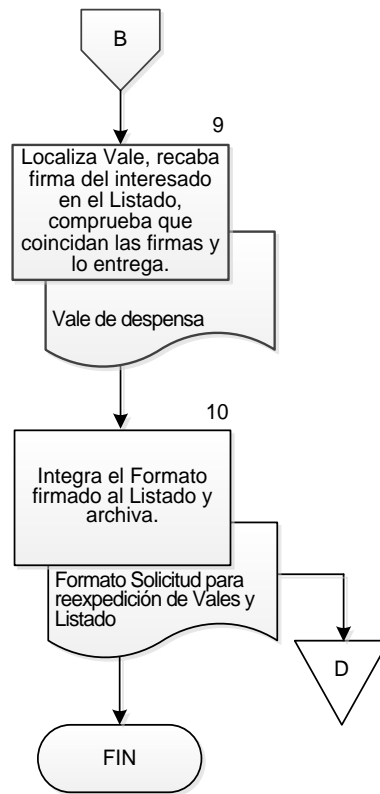 B
9
Localiza Vale, recaba
firma del interesado
en el Listado,
comprueba que
coincidan las firmas y
lo entrega.
Vale de despensa
10
Integra el Formato
firmado al Listado y
archiva.
Formato Solicitud para
reexpedición de Vales y
Listado
D
FIN